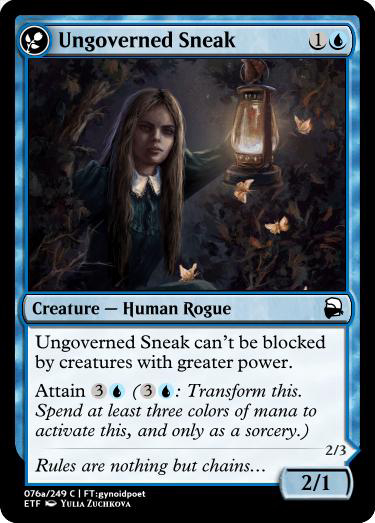 Ungoverned Sneak 1
Creature — Human Rogue
Ungoverned Sneak can't be blocked
by creatures with greater power.
Attain 3 (3: Transform this.
Spend at least three colors of mana to
activate this, and only as a sorcery.)
2/3
Rules are nothing but chains...
2/1
076a/249 C | FT:gynoidpoet
ETF Yulia Zuchkova